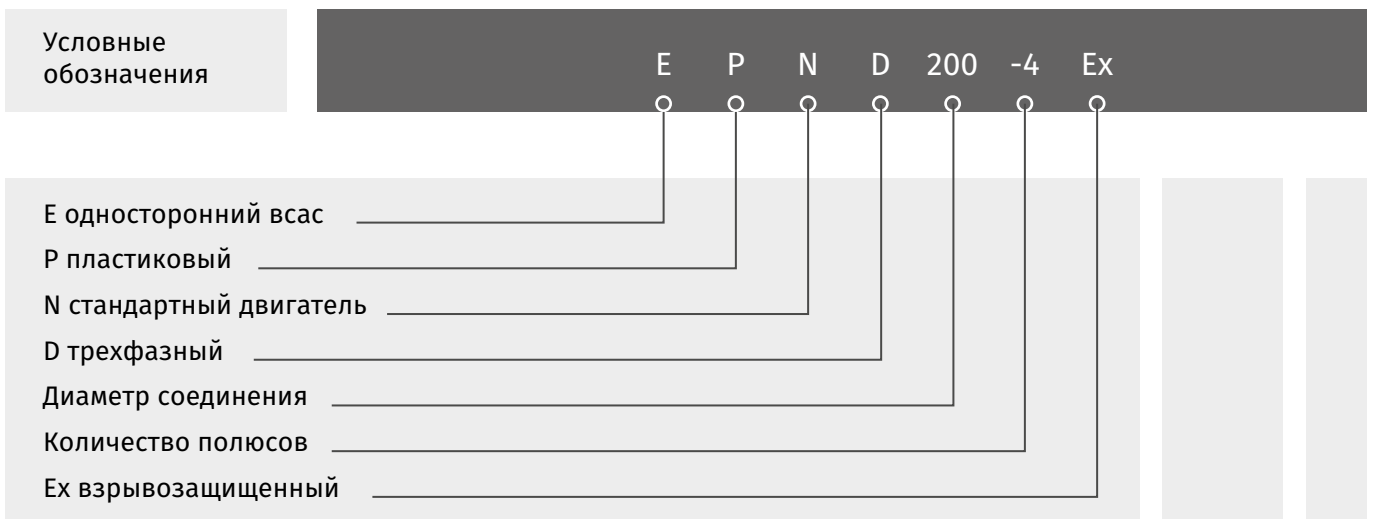 Условные
обозначения
E P N D 200 -4 Ex
E односторонний всас
P пластиковый
N стандартный двигатель
D трехфазный
Диаметр соединения
Количество полюсов
Ex взрывозащищенный